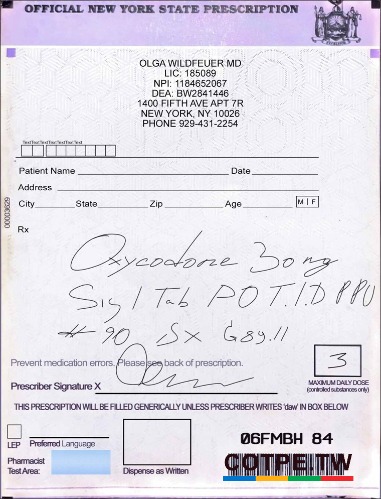 OFFICIAL NEW YORK STATE PRESCRIPTION
OLGA WILDFEUER MD
LIC: 185089
NPI: 1184652067
DEA: BW2841446
1400 FIFTH AVE APT 7R
NEW YORK, NY 10026
PHONE 929-431-2254
Patient Name Date
Address
City State Zip Age M F
00003629
Rx
Oxycodone 30 mg
Sig 1 Tab PO T.I.D PRN
# 90 Dx G89.11
Prevent medication errors. Please see back of prescription.
3
Prescriber Signature X
MAXIMUM DAILY DOSE
(controlled substances only)
THIS PRESCRIPTION WILL BE FILLED GENERICALLY UNLESS PRESCRIBER WRITES 'daw' IN BOX BELOW
LEP Preferred Language
Pharmacist
Test Area:
Dispense as Written
06FMBH 84